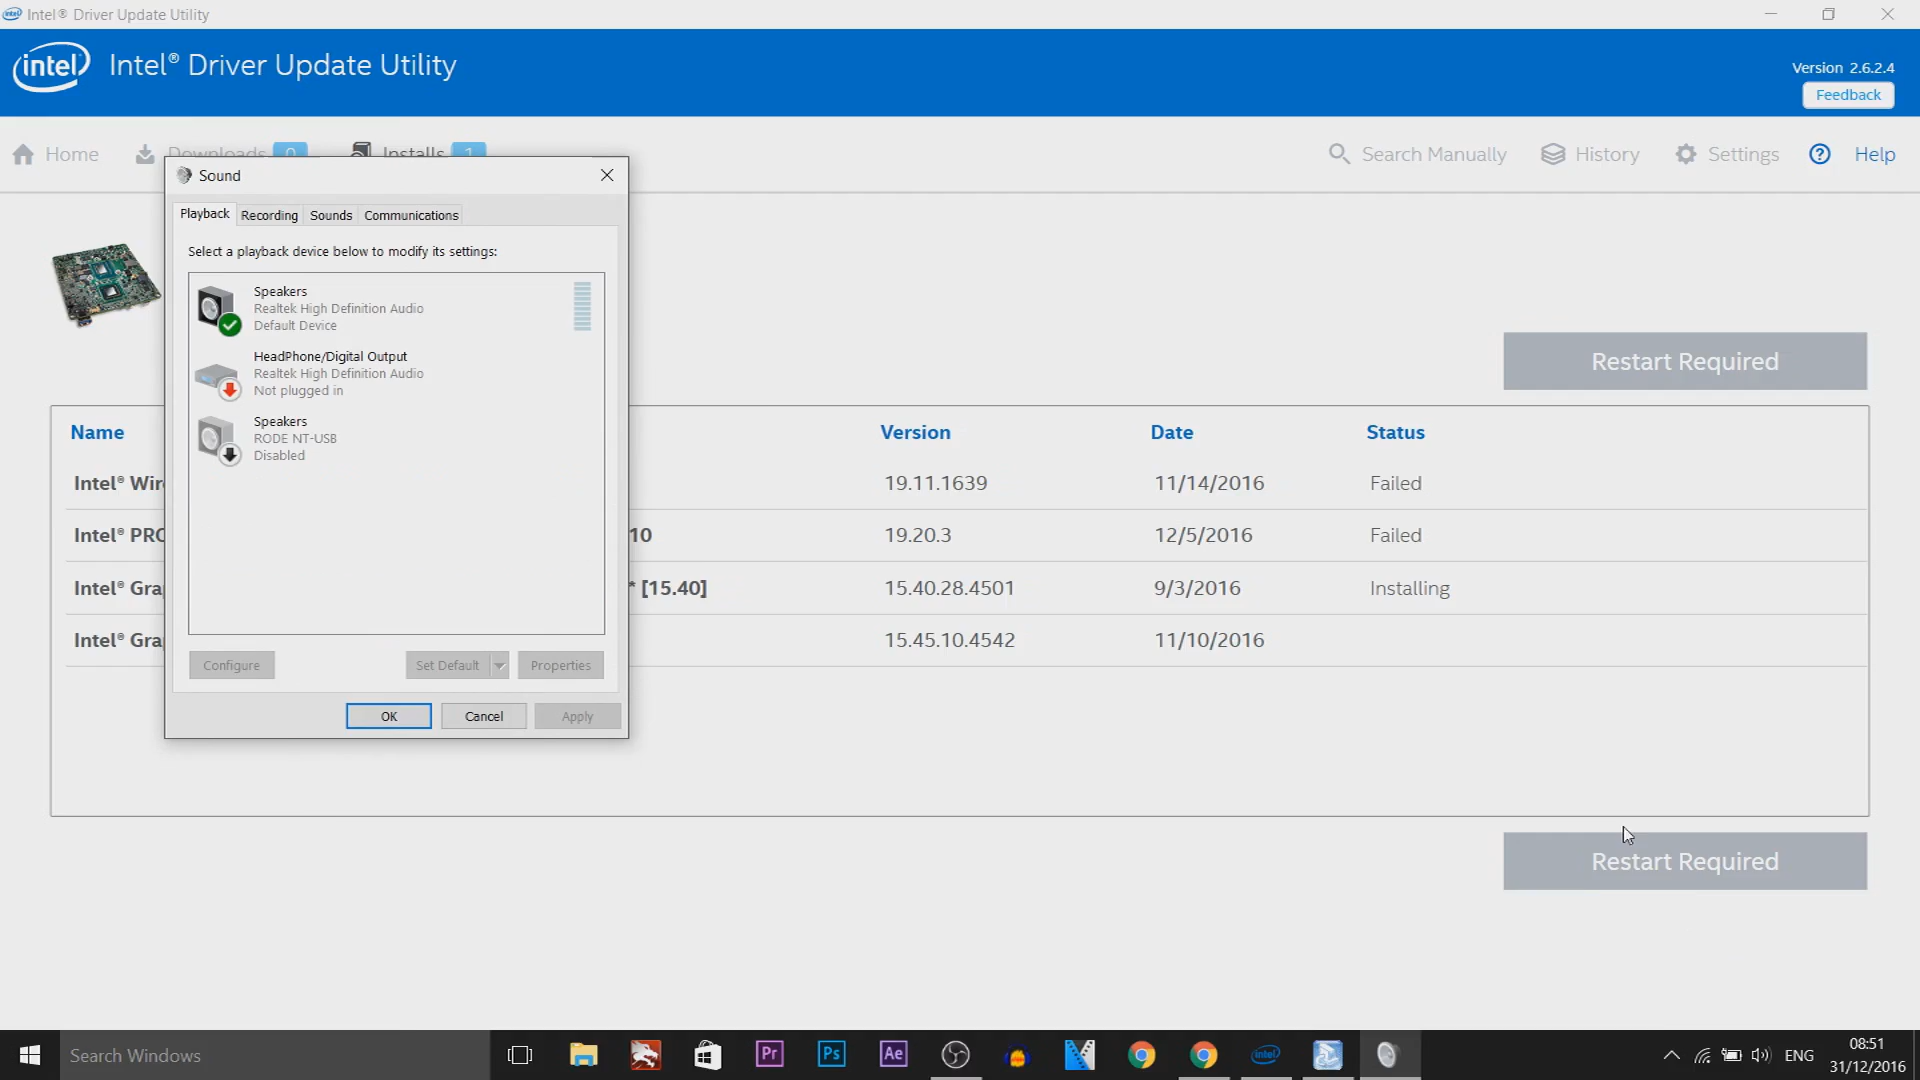 Intel® Driver Update Utility
intel
Intel® Driver Update Utility
Version 2.6.2.4
Feedback
Home
Downloads 0
Installs 1
Search Manually
History
Settings
Help
Sound
Playback
Recording
Sounds
Communications
Select a playback device below to modify its settings:
Speakers
Realtek High Definition Audio
Default Device
HeadPhone/Digital Output
Realtek High Definition Audio
Not plugged in
Speakers
RODE NT-USB
Disabled
Configure
Set Default
Properties
OK
Cancel
Apply
Restart Required
Name Version Date Status
Intel® Wir 19.11.1639 11/14/2016 Failed
Intel® PRO 10 19.20.3 12/5/2016 Failed
Intel® Gra * [15.40] 15.40.28.4501 9/3/2016 Installing
Intel® Gra 15.45.10.4542 11/10/2016
Restart Required
Search Windows
Pr
Ps
Ae
intel
ENG
08:51
31/12/2016